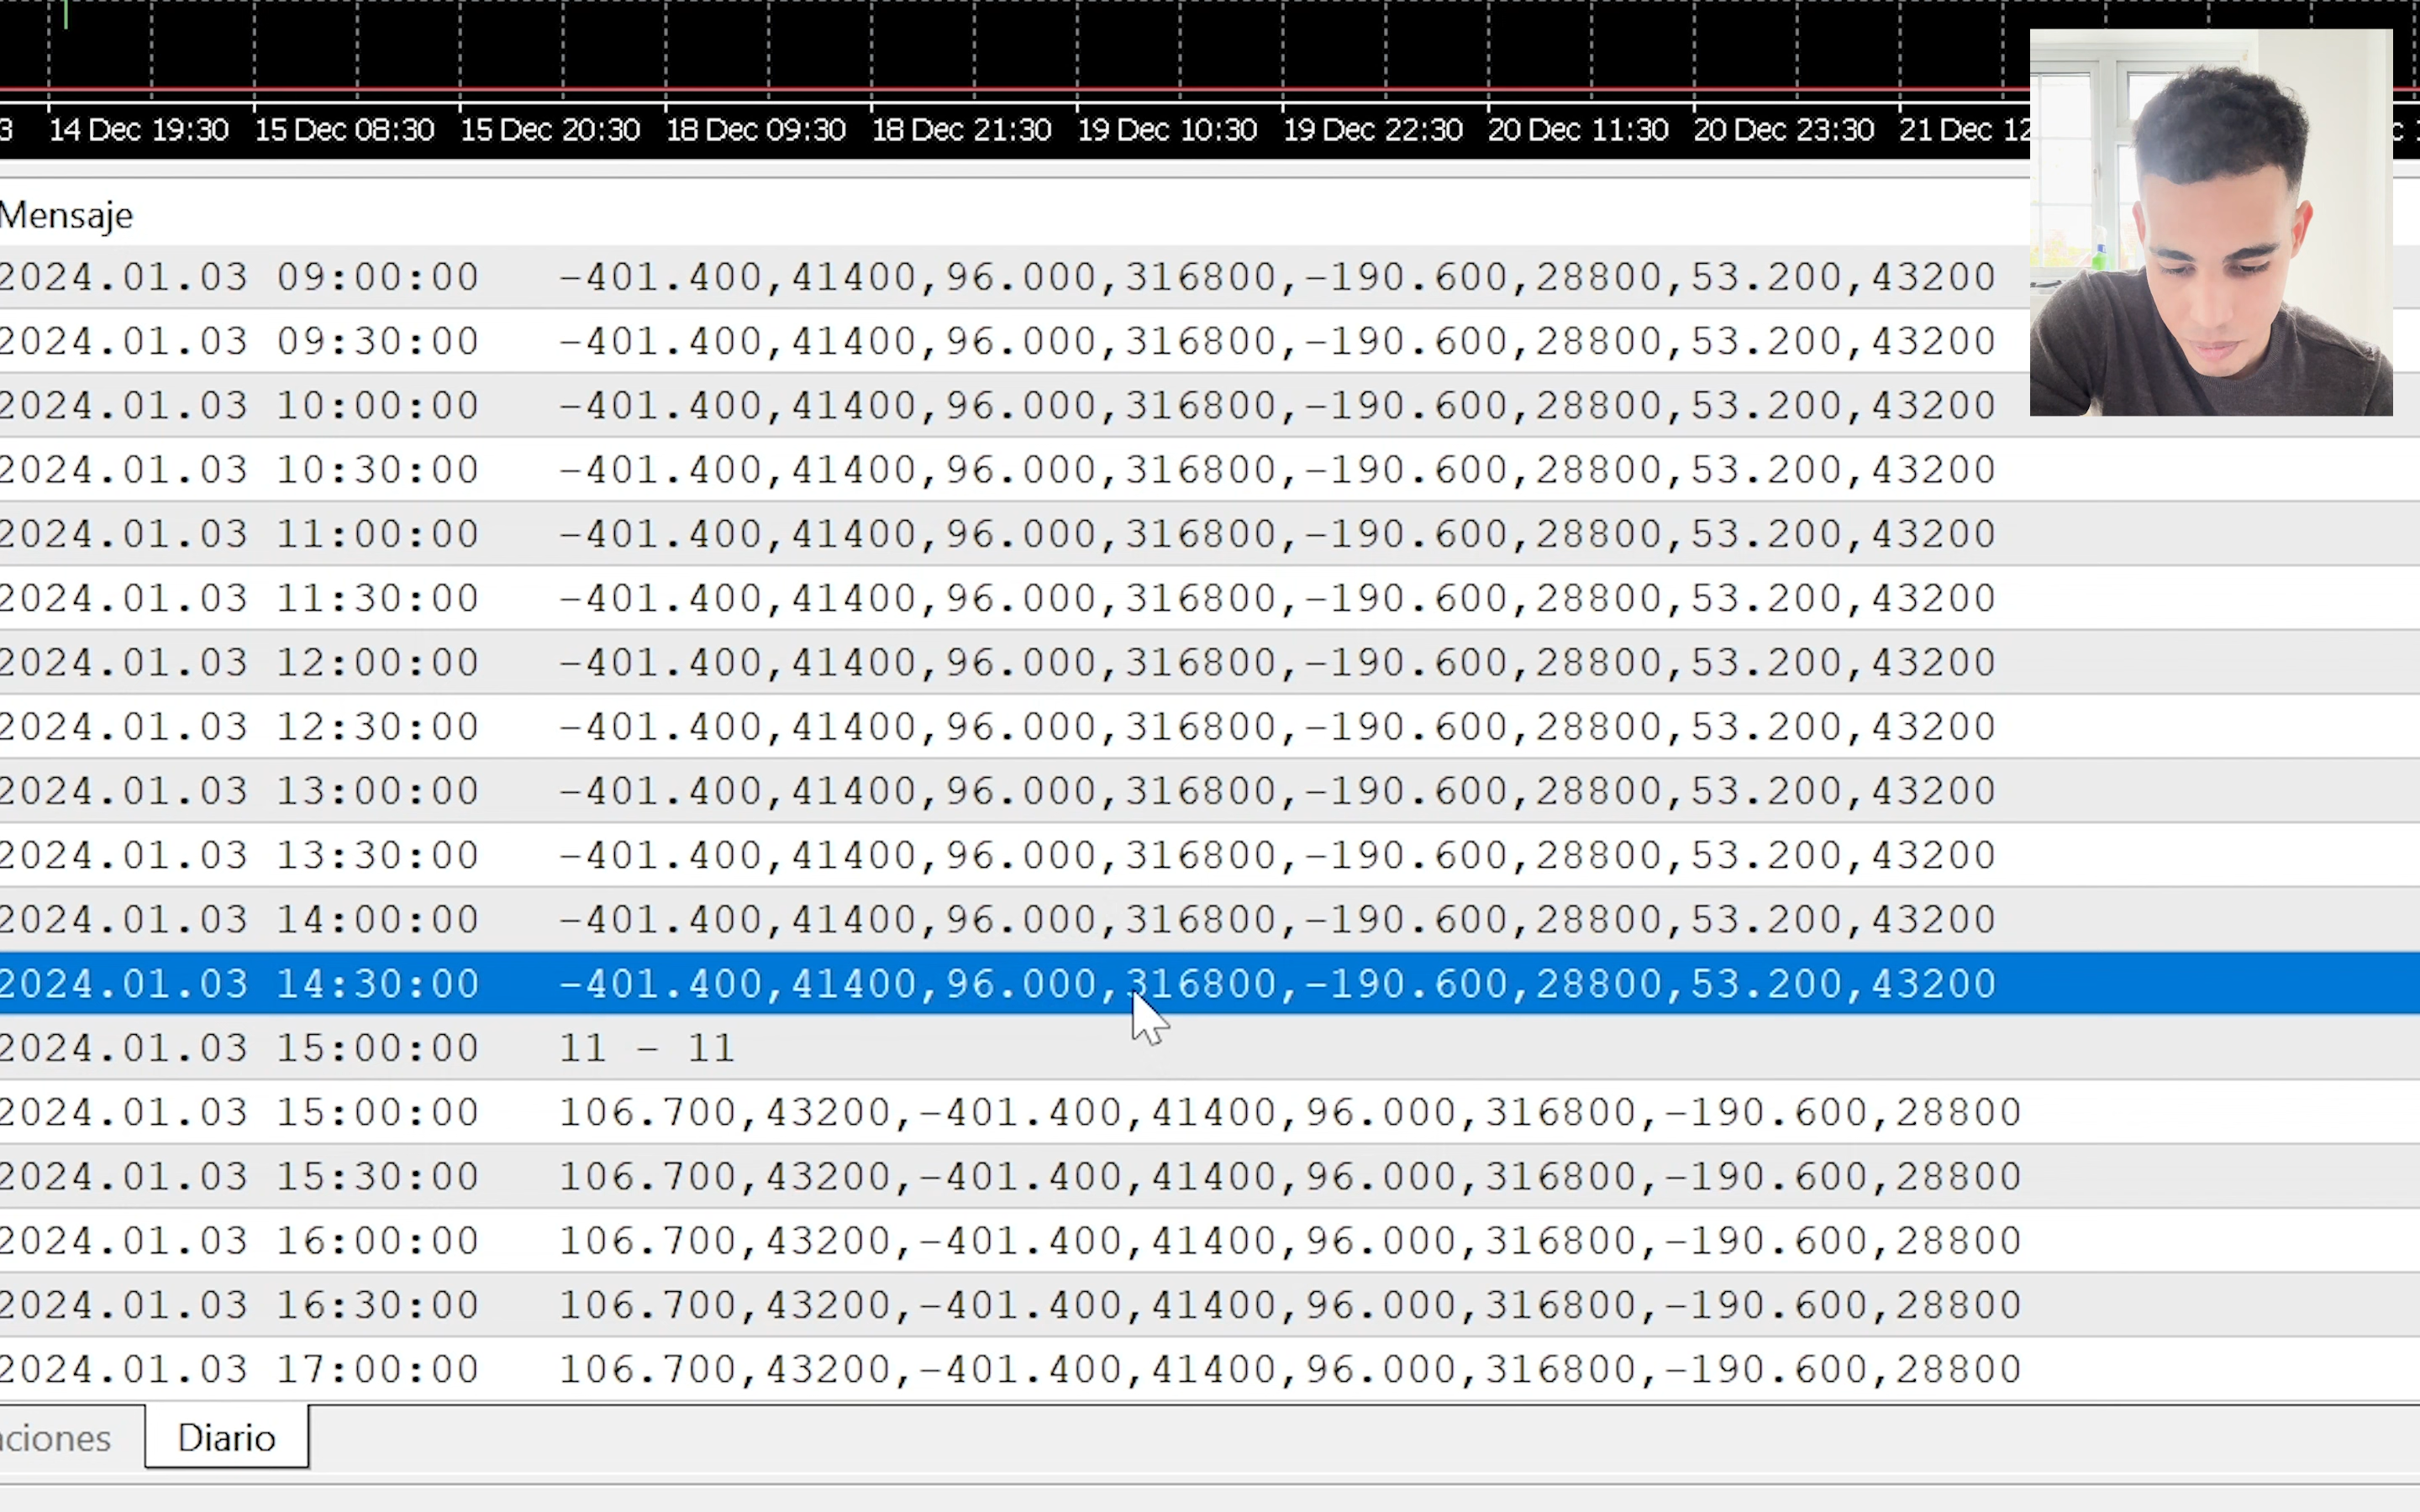 3 14 Dec 19:30 15 Dec 08:30 15 Dec 20:30 18 Dec 09:30 18 Dec 21:30 19 Dec 10:30 19 Dec 22:30 20 Dec 11:30 20 Dec 23:30 21 Dec 12
Mensaje
2024.01.03 09:00:00 -401.400,41400,96.000,316800,-190.600,28800,53.200,43200
2024.01.03 09:30:00 -401.400,41400,96.000,316800,-190.600,28800,53.200,43200
2024.01.03 10:00:00 -401.400,41400,96.000,316800,-190.600,28800,53.200,43200
2024.01.03 10:30:00 -401.400,41400,96.000,316800,-190.600,28800,53.200,43200
2024.01.03 11:00:00 -401.400,41400,96.000,316800,-190.600,28800,53.200,43200
2024.01.03 11:30:00 -401.400,41400,96.000,316800,-190.600,28800,53.200,43200
2024.01.03 12:00:00 -401.400,41400,96.000,316800,-190.600,28800,53.200,43200
2024.01.03 12:30:00 -401.400,41400,96.000,316800,-190.600,28800,53.200,43200
2024.01.03 13:00:00 -401.400,41400,96.000,316800,-190.600,28800,53.200,43200
2024.01.03 13:30:00 -401.400,41400,96.000,316800,-190.600,28800,53.200,43200
2024.01.03 14:00:00 -401.400,41400,96.000,316800,-190.600,28800,53.200,43200
2024.01.03 14:30:00 -401.400,41400,96.000,316800,-190.600,28800,53.200,43200
2024.01.03 15:00:00 11 - 11
2024.01.03 15:00:00 106.700,43200,-401.400,41400,96.000,316800,-190.600,28800
2024.01.03 15:30:00 106.700,43200,-401.400,41400,96.000,316800,-190.600,28800
2024.01.03 16:00:00 106.700,43200,-401.400,41400,96.000,316800,-190.600,28800
2024.01.03 16:30:00 106.700,43200,-401.400,41400,96.000,316800,-190.600,28800
2024.01.03 17:00:00 106.700,43200,-401.400,41400,96.000,316800,-190.600,28800
aciones Diario